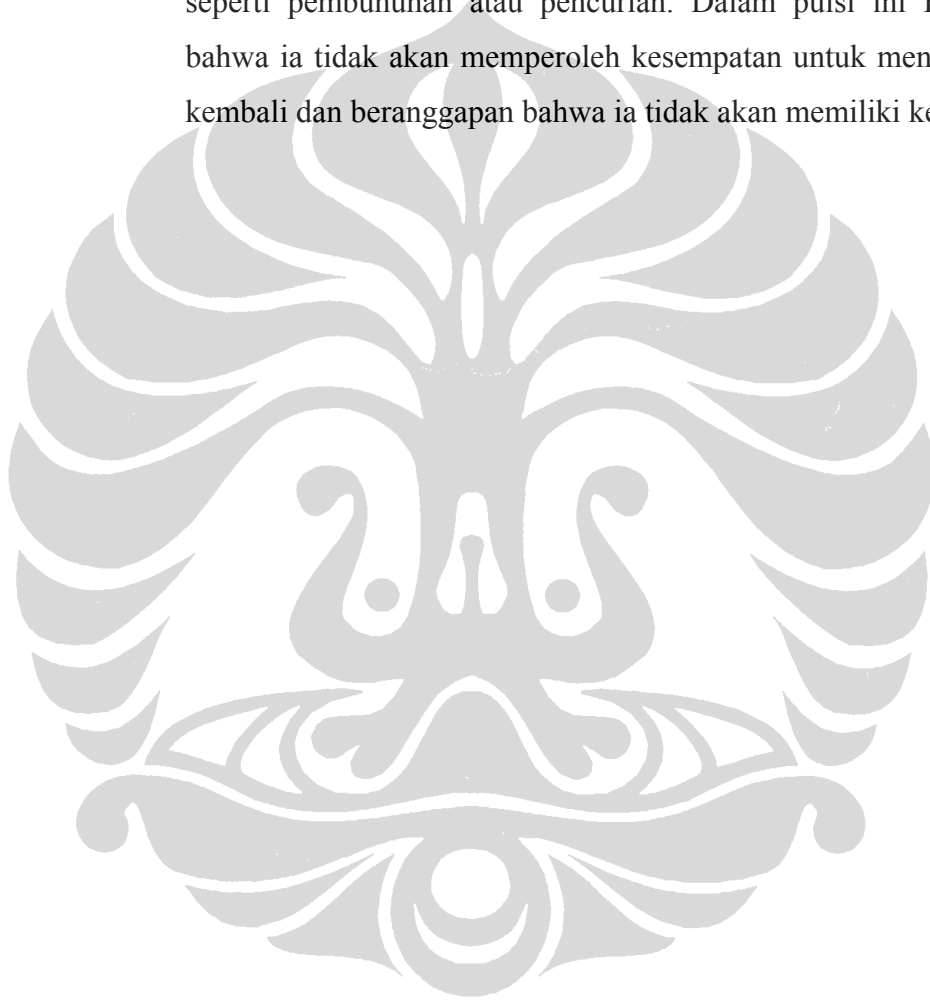 seperti pembunuhan atau pencurian. Dalam puisi ini
bahwa ia tidak akan memperoleh kesempatan untuk
kembali dan beranggapan bahwa ia tidak akan memiliki